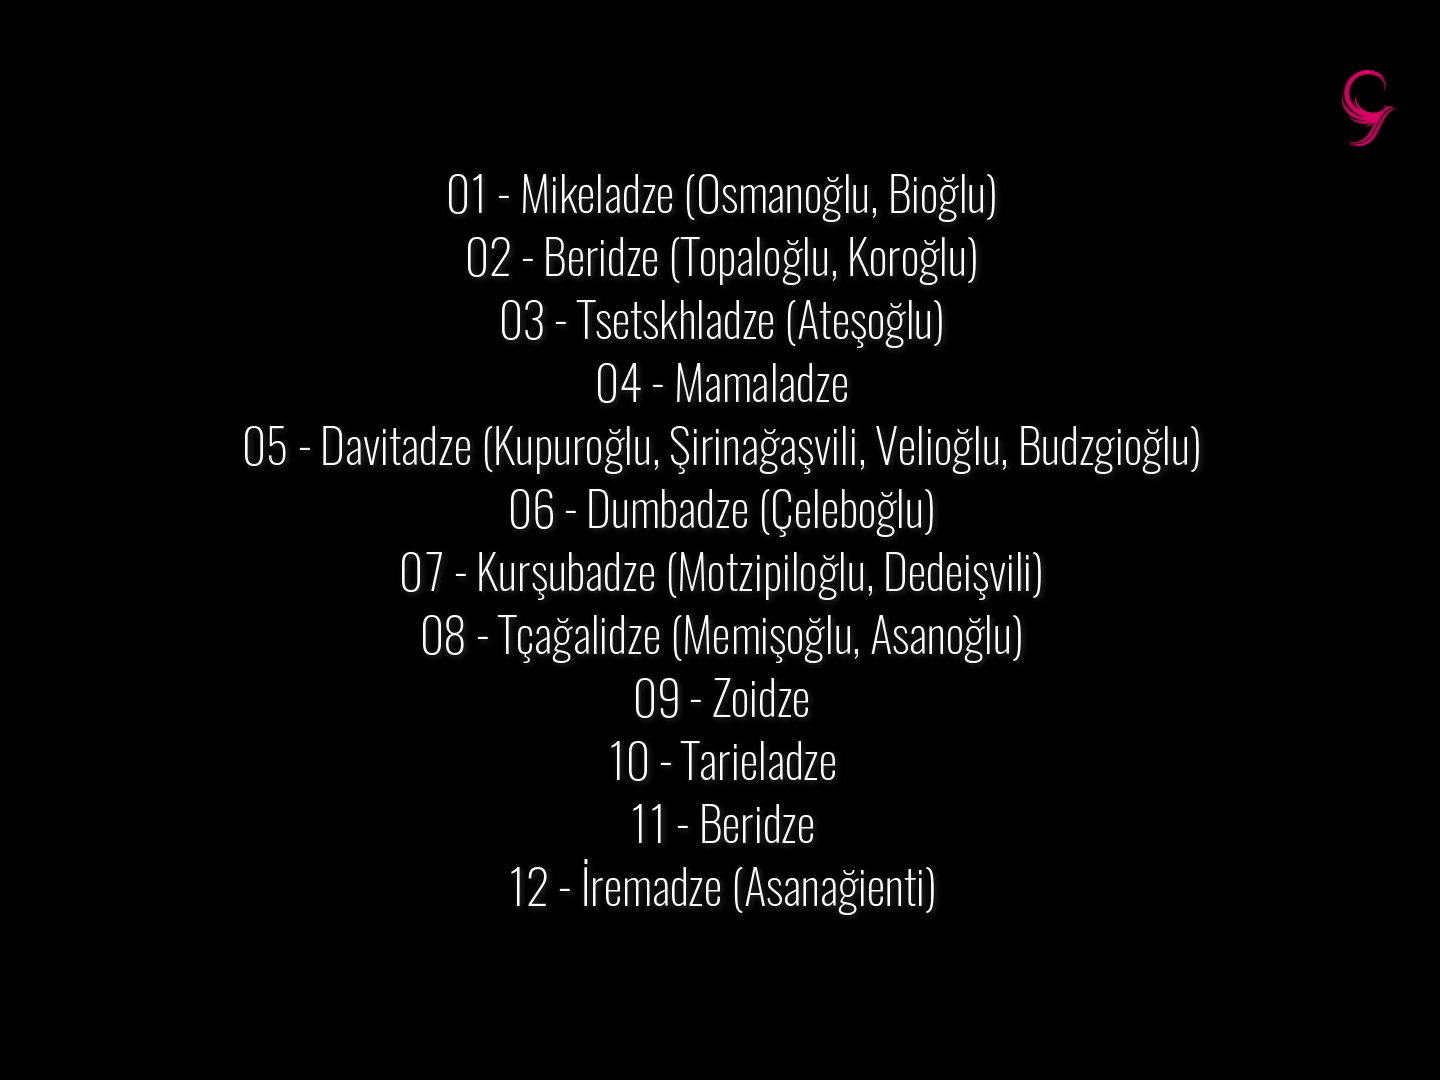 01 - Mikeladze (Osmanoğlu, Bioğlu)
02 - Beridze (Topaloğlu, Koroğlu)
03 - Tsetskhladze (Ateşoğlu)
04 - Mamaladze
05 - Davitadze (Kupuroğlu, Şirinağaşvili, Velioğlu, Budzgioğlu)
06 - Dumbadze (Çeleboğlu)
07 - Kurşubadze (Motzipiloğlu, Dedeişvili)
08 - Tçağalidze (Memişoğlu, Asanoğlu)
09 - Zoidze
10 - Tarieladze
11 - Beridze
12 - İremadze (Asanağienti)